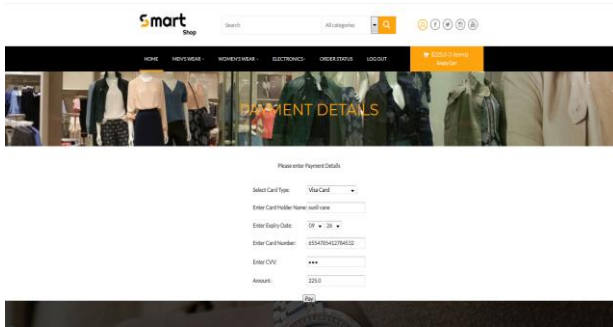 Smart
Shop
Search
All categories
HOME
MEN'S WEAR
WOMEN'S WEAR
ELECTRONICS
ORDER STATUS
LOG OUT
Empty Cart
PAYMENT DETAILS
Please enter Payment Details
Select Card Type:
Visa Card
Enter Card Holder Name:
sunil vane
Enter Expiry Date:
09
26
Enter Card Number:
Enter CVV:
•••
Amount:
225.0
Pay